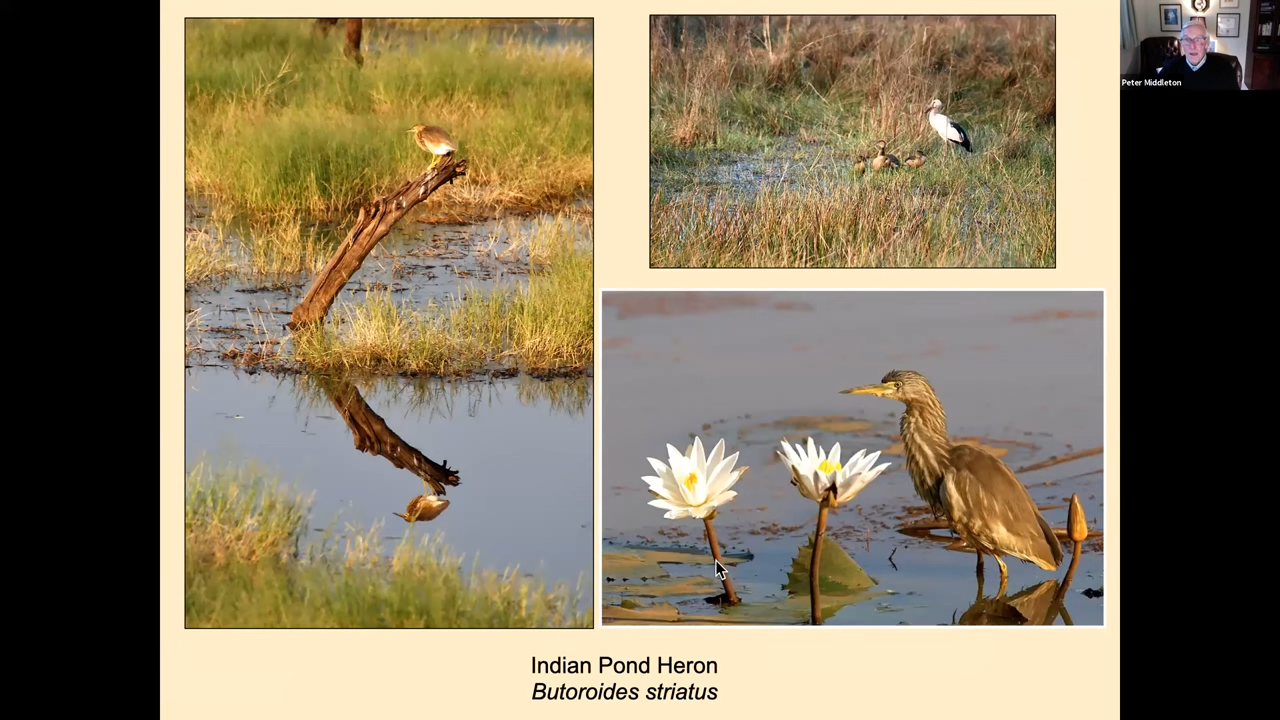 Peter Middleton
Indian Pond Heron
Butoroides striatus